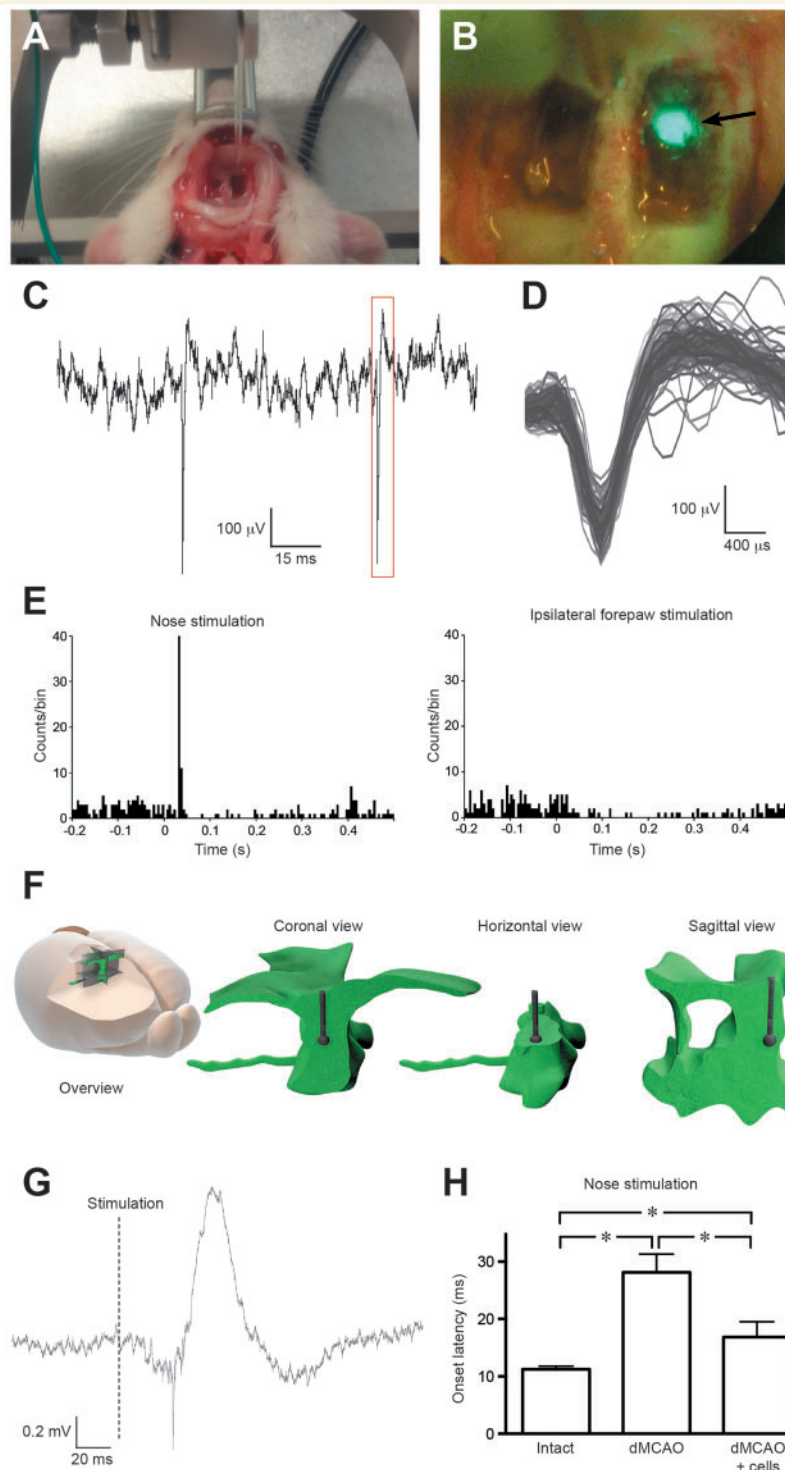 A
B
C
100 μV
15 ms
D
100 μV
400 μs
E
Nose stimulation
Counts/bin
40
30
20
10
0
-0.2 -0.1 0 0.1 0.2 0.3 0.4
Time (s)
Ipsilateral forepaw stimulation
Counts/bin
40
30
20
10
0
-0.2 -0.1 0 0.1 0.2 0.3 0.4
Time (s)
F
Overview
Coronal view
Horizontal view
Sagittal view
G
Stimulation
0.2 mV
20 ms
H
Nose stimulation
*
* *
Onset latency (ms)
30
20
10
0
Intact
dMCAO
dMCAO
+ cells